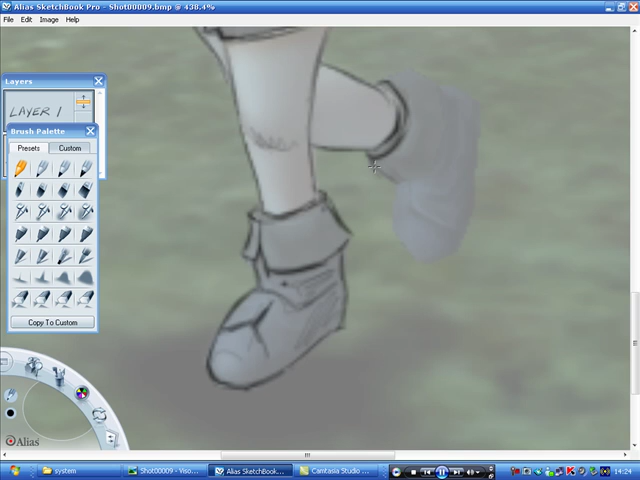 Alias SketchBook Pro - Shot00009.bmp @ 438.4%
File Edit Image Help
Layers
LAYER 1
Brush Palette
Presets Custom
Copy To Custom
Alias
system
Shot00009 - Viso...
Alias SketchBook...
Camtasia Studio ...
14:24